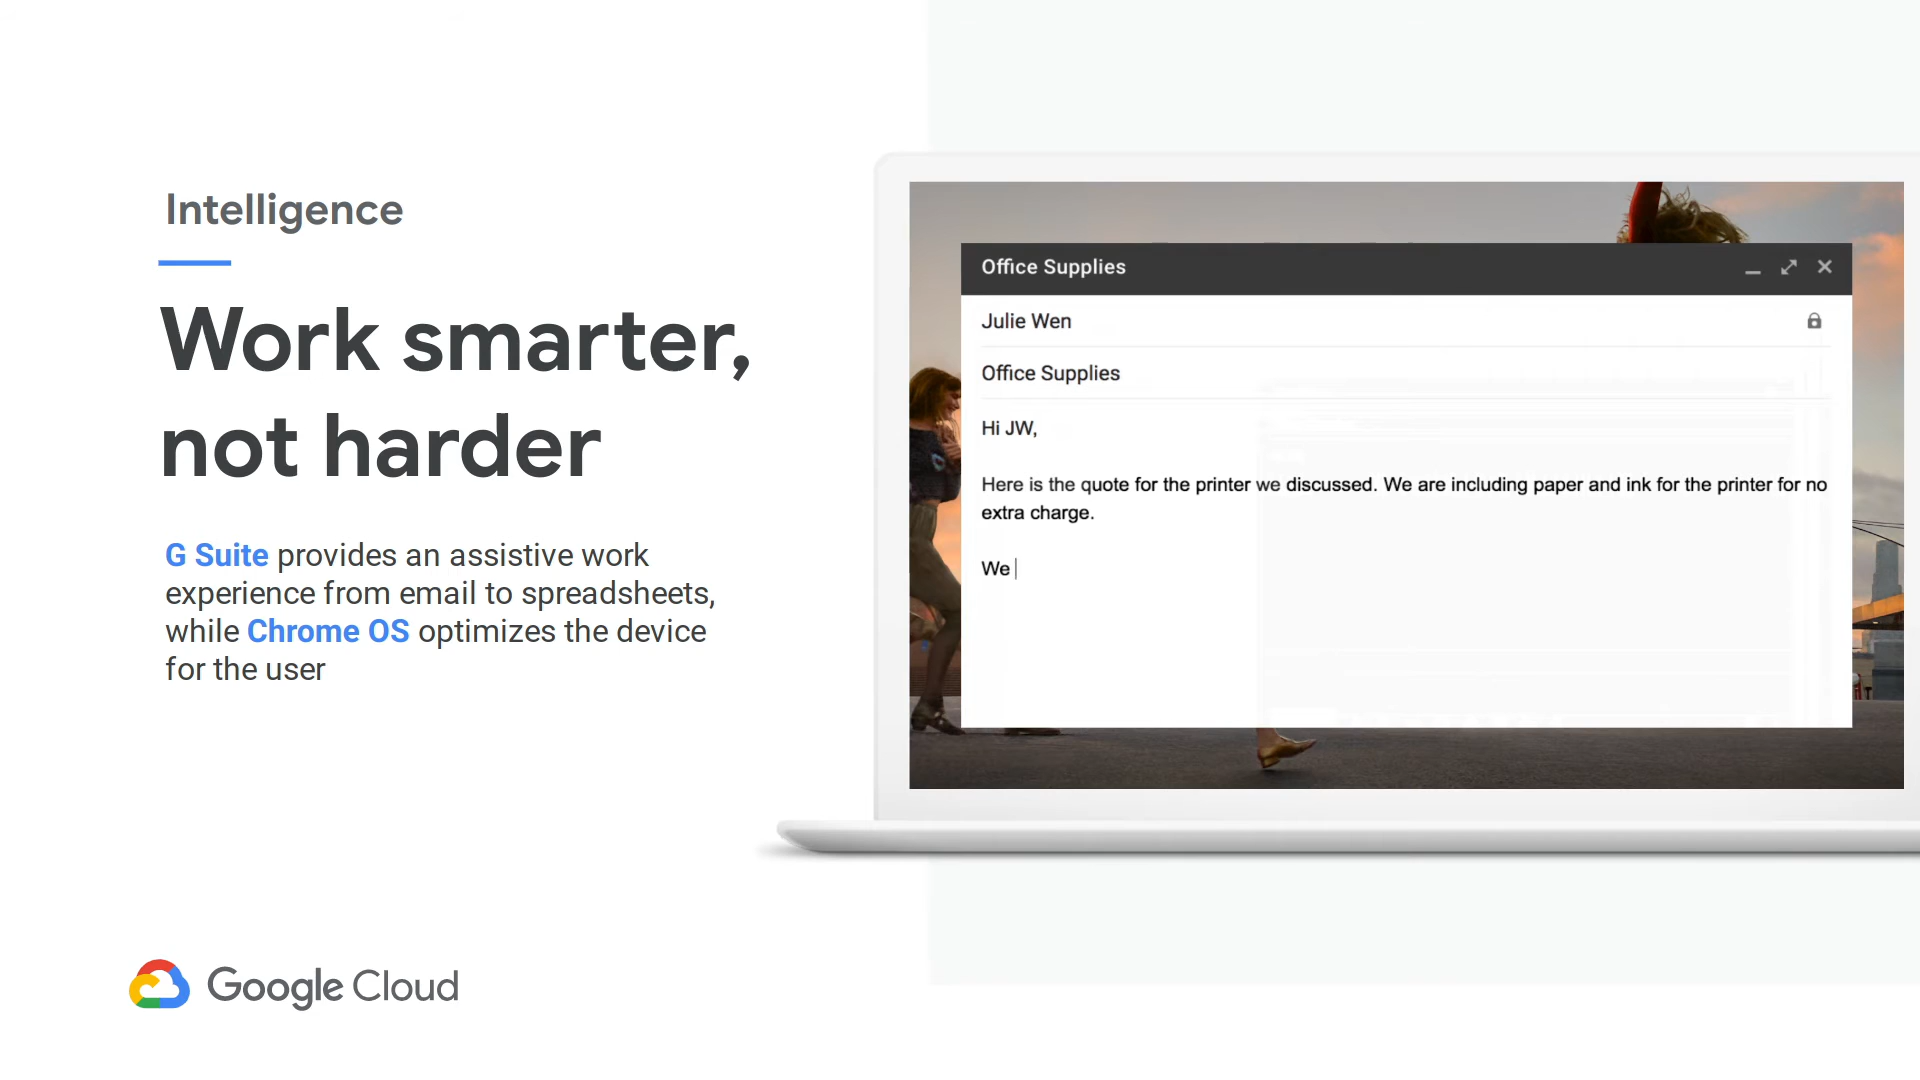 Intelligence
Work smarter,
not harder
G Suite provides an assistive work
experience from email to spreadsheets,
while Chrome OS optimizes the device
for the user
Google Cloud
Office Supplies
Julie Wen
Office Supplies
Hi JW,
Here is the quote for the printer we discussed. We are including paper and ink for the printer for no
extra charge.
We